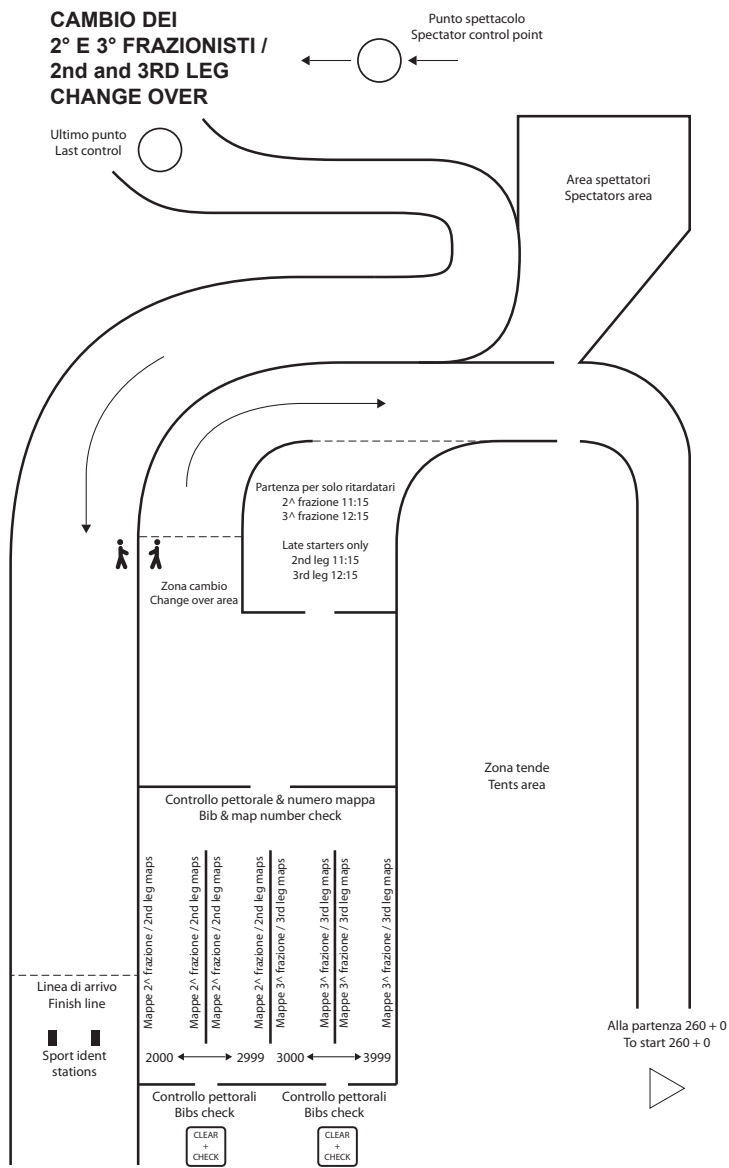 CAMBIO DEI
2° E 3° FRAZIONISTI /
2nd and 3RD LEG
CHANGE OVER
Punto spettacolo
Spectator control point
Ultimo punto
Last control
Area spettatori
Spectators area
Partenza per solo ritardatari
2^ frazione 11:15
3^ frazione 12:15
Late starters only
2nd leg 11:15
3rd leg 12:15
Zona cambio
Change over area
Zona tende
Tents area
Controllo pettorale & numero mappa
Bib & map number check
Mappe 2^ frazione / 2nd leg maps
Mappe 2^ frazione / 2nd leg maps
Mappe 2^ frazione / 2nd leg maps
Mappe 2^ frazione / 2nd leg maps
Mappe 3^ frazione / 3rd leg maps
Mappe 3^ frazione / 3rd leg maps
Mappe 3^ frazione / 3rd leg maps
Mappe 3^ frazione / 3rd leg maps
Linea di arrivo
Finish line
Sport ident
stations
2000 2999 3000 3999
Alla partenza 260 + 0
To start 260 + 0
Controllo pettorali
Bibs check
CLEAR
+
CHECK
Controllo pettorali
Bibs check
CLEAR
+
CHECK